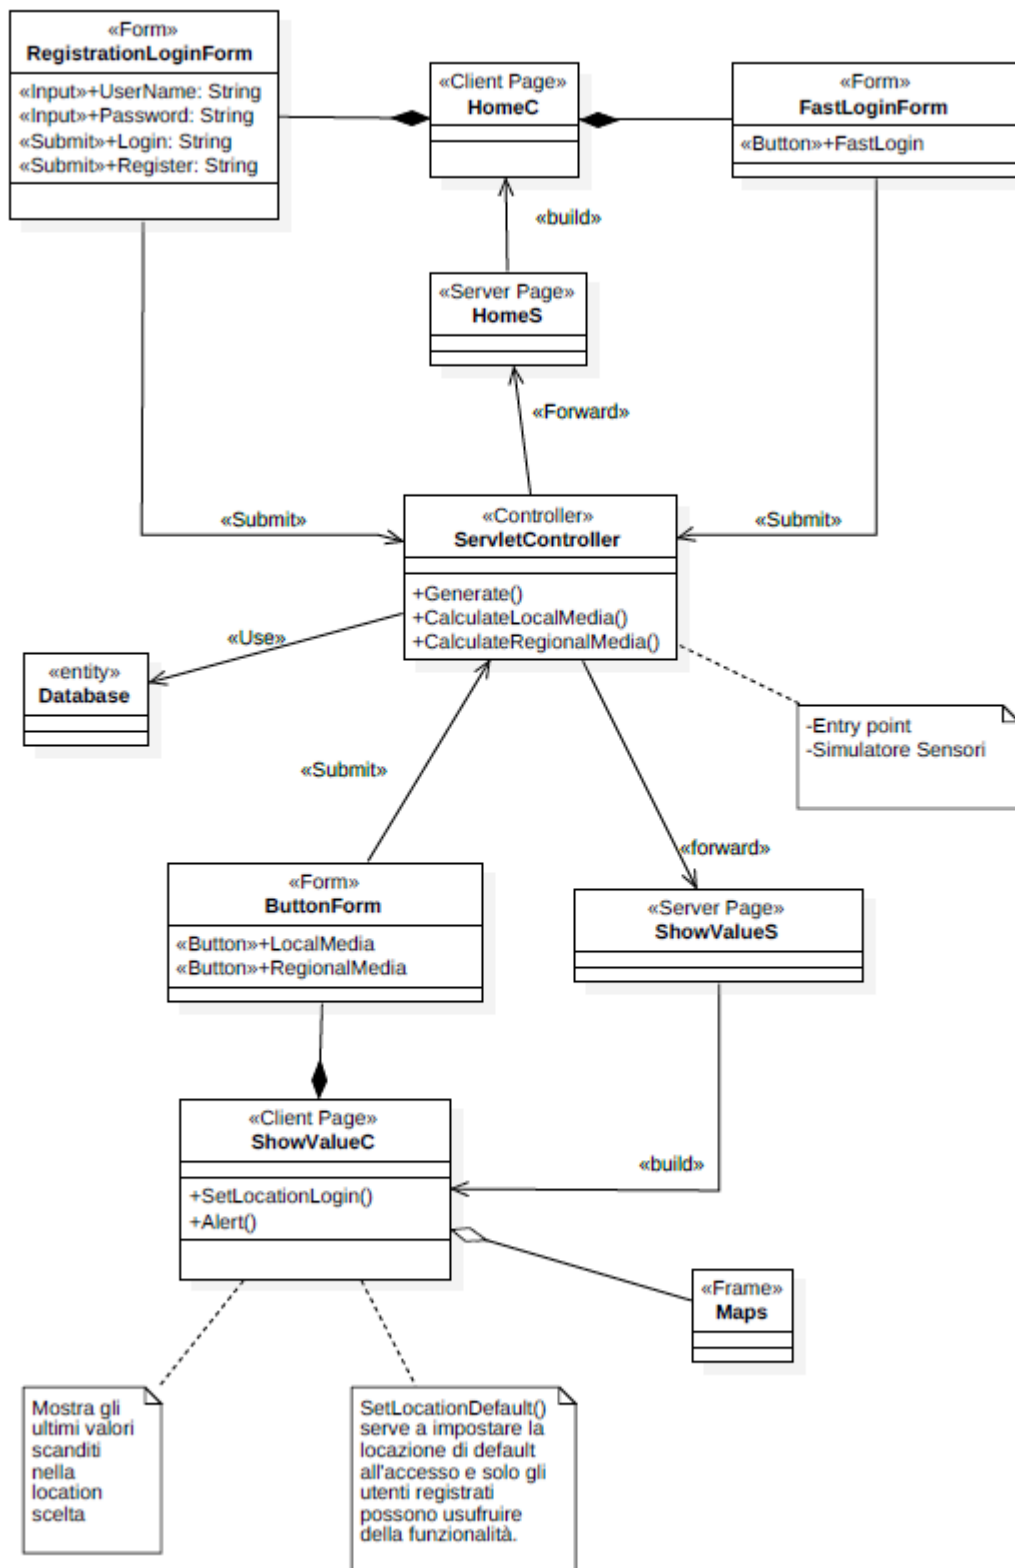 «Form»
RegistrationLoginForm
«Input»+UserName: String
«Input»+Password: String
«Submit»+Login: String
«Submit»+Register: String
«Client Page»
HomeC
«Form»
FastLoginForm
«Button»+FastLogin
«build»
«Server Page»
HomeS
«Forward»
«Submit»
«Controller»
ServletController
+Generate()
+CalculateLocalMedia()
+CalculateRegionalMedia()
«Submit»
«Use»
«entity»
Database
-Entry point
-Simulatore Sensori
«Submit»
«forward»
«Form»
ButtonForm
«Button»+LocalMedia
«Button»+RegionalMedia
«Server Page»
ShowValueS
«Client Page»
ShowValueC
+SetLocationLogin()
+Alert()
«build»
«Frame»
Maps
Mostra gli
ultimi valori
scanditi
nella
location
scelta
SetLocationDefault()
serve a impostare la
locazione di default
all'accesso e solo gli
utenti registrati
possono usufruire
della funzionalità.